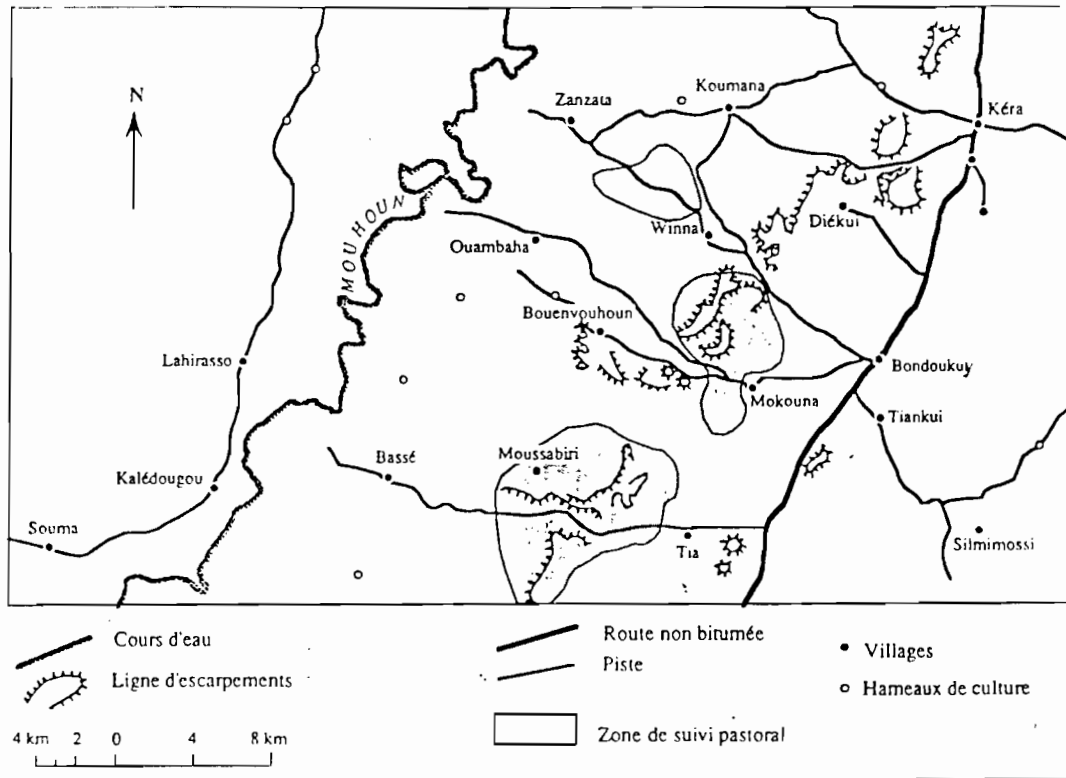 N
Koumana
Zanzata
Kéra
MOUHOUN
Diékui
Winna
Ouambaha
Bouenvouhoun
Lahirasso
Bondoukuy
Mokouna
Tiankui
Bassé
Moussabiri
Kalédougou
Souma
Tia
Silmimossi
Cours d'eau
Ligne d'escarpements
4 km 2 0 4 8 km
Route non bitumée
Piste
Zone de suivi pastoral
Villages
Hameaux de culture